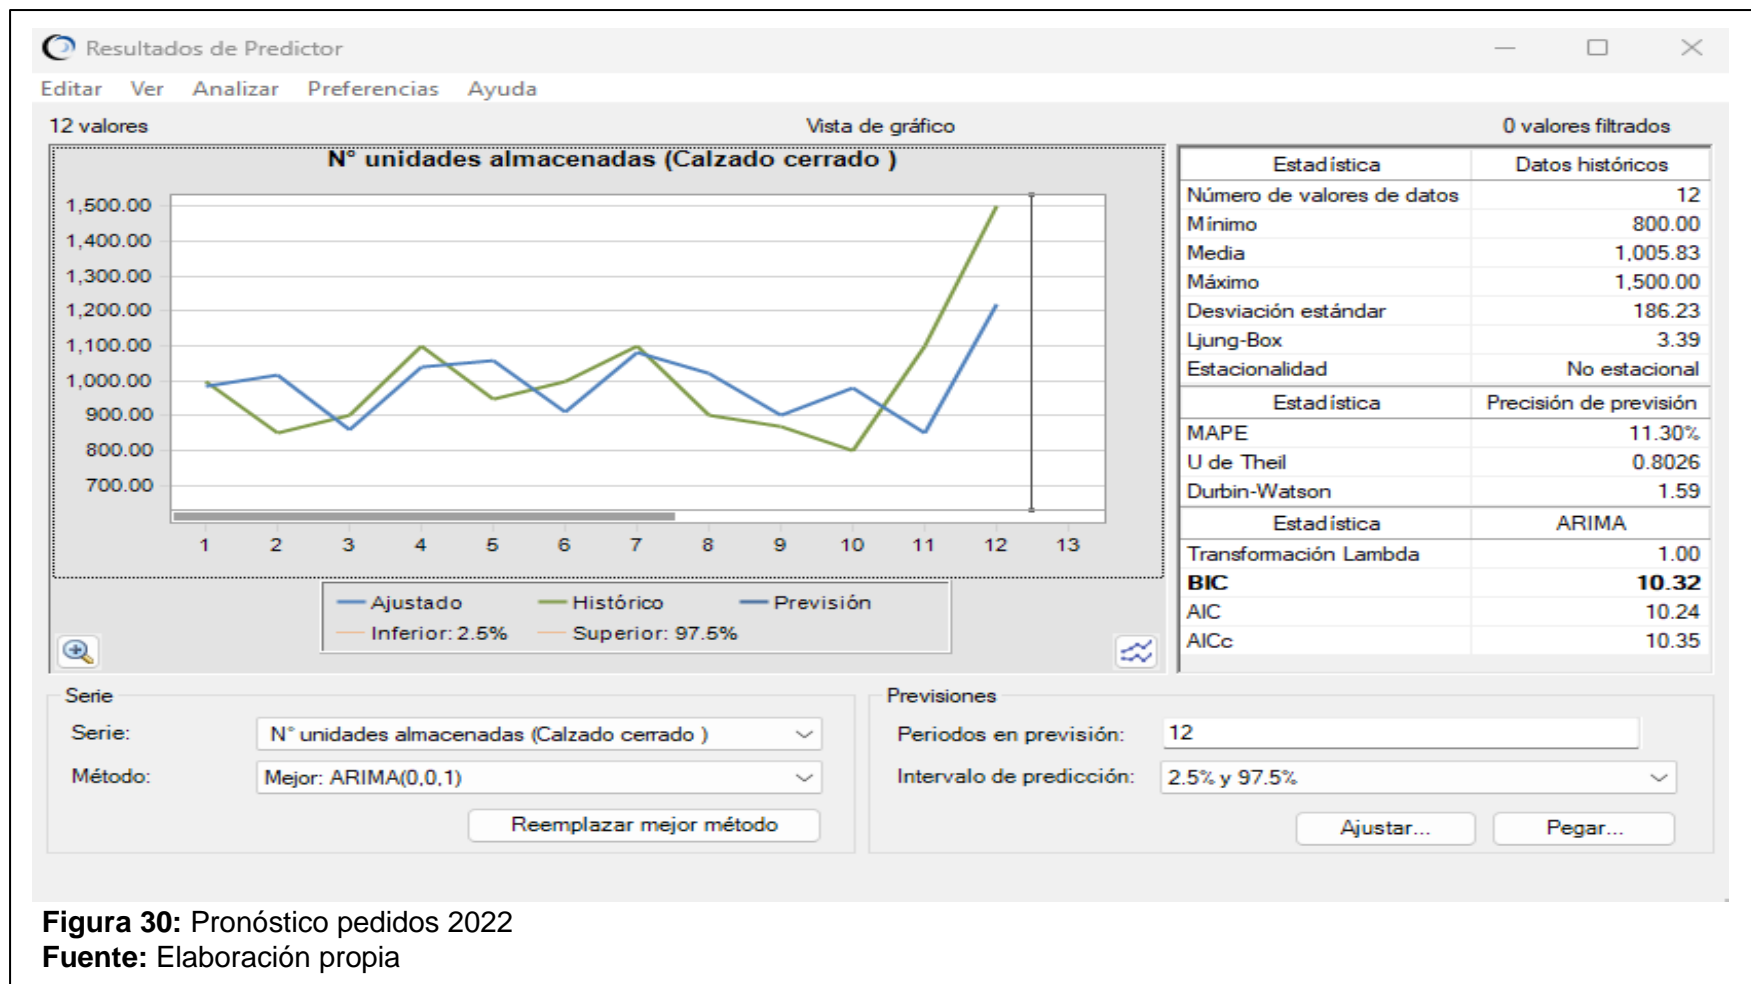 Resultados de Predictor
Editar Ver Analizar Preferencias Ayuda
12 valores Vista de gráfico 0 valores filtrados
N° unidades almacenadas (Calzado cerrado )
1,500.00
1,400.00
1,300.00
1,200.00
1,100.00
1,000.00
900.00
800.00
700.00
1 2 3 4 5 6 7 8 9 10 11 12 13
Ajustado Histórico Previsión
Inferior: 2.5% Superior: 97.5%
Estadística Datos históricos
Número de valores de datos 12
Mínimo 800.00
Media 1,005.83
Máximo 1,500.00
Desviación estándar 186.23
Ljung-Box 3.39
Estacionalidad No estacional
Estadística Precisión de previsión
MAPE 11.30%
U de Theil 0.8026
Durbin-Watson 1.59
Estadística ARIMA
Transformación Lambda 1.00
BIC 10.32
AIC 10.24
AICc 10.35
Serie
Serie: N° unidades almacenadas (Calzado cerrado )
Método: Mejor: ARIMA(0,0,1)
Reemplazar mejor método
Previsiones
Periodos en previsión: 12
Intervalo de predicción: 2.5% y 97.5%
Ajustar... Pegar...
Figura 30: Pronóstico pedidos 2022
Fuente: Elaboración propia